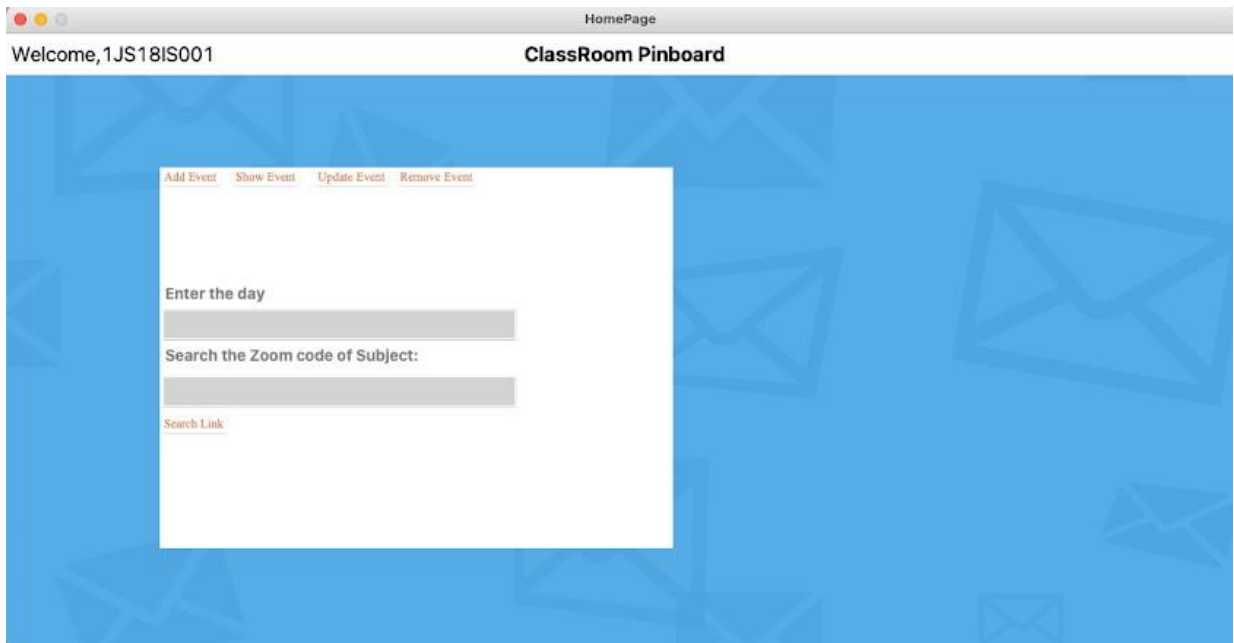 HomePage
Welcome,1JS18IS001 ClassRoom Pinboard
Add Event Show Event Update Event Remove Event
Enter the day
Search the Zoom code of Subject:
Search Link